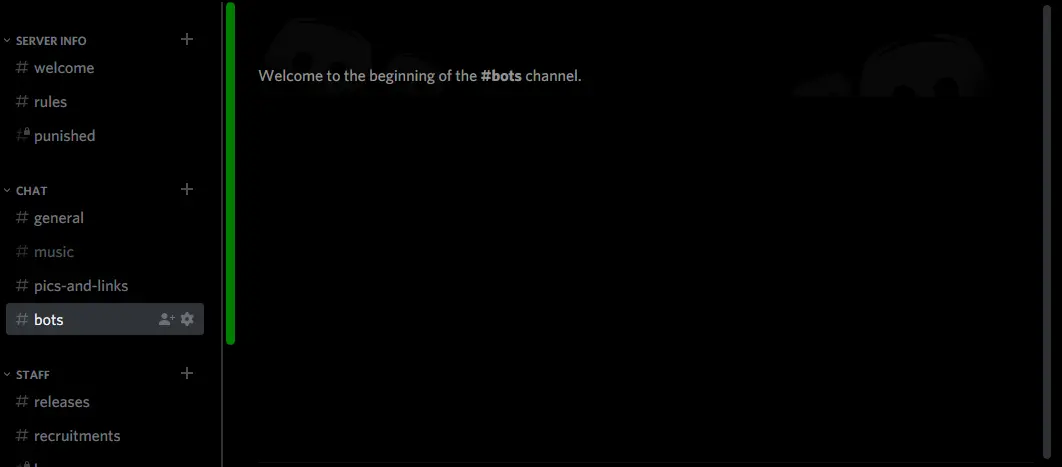 SERVER INFO
# welcome
# rules
# punished
CHAT
# general
# music
# pics-and-links
# bots
STAFF
# releases
# recruitments
Welcome to the beginning of the #bots channel.